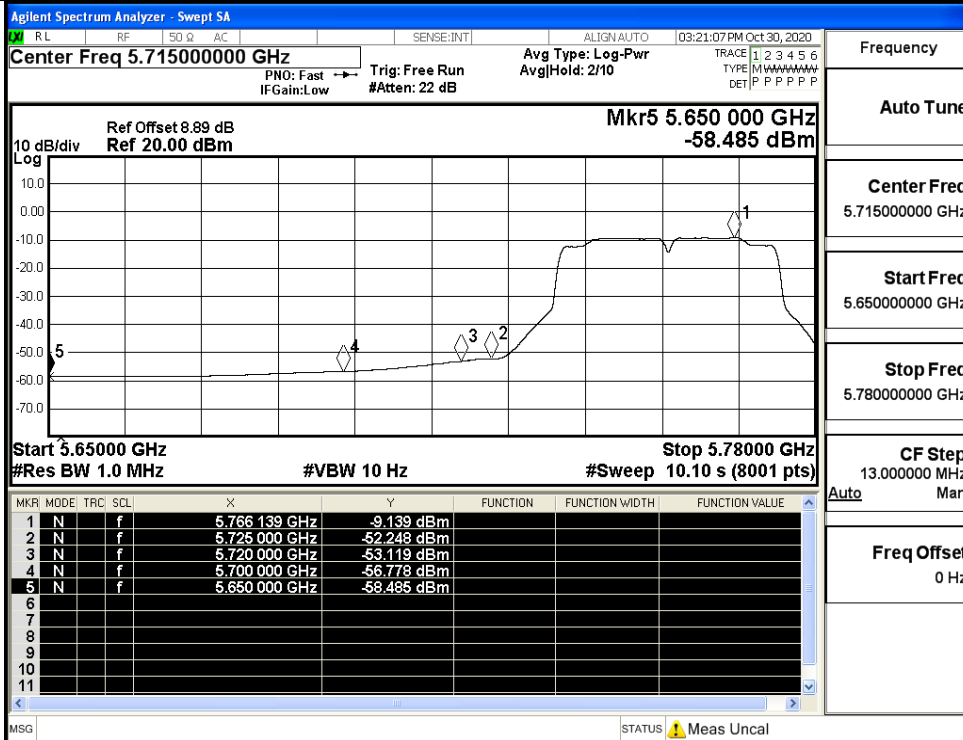 Agilent Spectrum Analyzer - Swept SA
LXI RL RF 50 Ω AC SENSE:INT ALIGN AUTO 03:21:07 PM Oct 30, 2020
Center Freq 5.715000000 GHz
PNO: Fast
IFGain:Low
Trig: Free Run
#Atten: 22 dB
Avg Type: Log-Pwr
Avg|Hold: 2/10
TRACE 1 2 3 4 5 6
TYPE M WWWWW
DET P P P P P P
Mkr5 5.650 000 GHz
-58.485 dBm
Ref Offset 8.89 dB
10 dB/div Ref 20.00 dBm
Log
10.0
0.00
-10.0
-20.0
-30.0
-40.0
-50.0
-60.0
-70.0
5
4
3
2
1
Start 5.65000 GHz Stop 5.78000 GHz
#Res BW 1.0 MHz #VBW 10 Hz #Sweep 10.10 s (8001 pts)
MKR MODE TRC SCL X Y FUNCTION FUNCTION WIDTH FUNCTION VALUE
1 N f 5.766 139 GHz -9.139 dBm
2 N f 5.725 000 GHz -52.248 dBm
3 N f 5.720 000 GHz -53.119 dBm
4 N f 5.700 000 GHz -56.778 dBm
5 N f 5.650 000 GHz -58.485 dBm
6
7
8
9
10
11
MSG STATUS Meas Uncal
Frequency
Auto Tune
Center Freq
5.715000000 GHz
Start Freq
5.650000000 GHz
Stop Freq
5.780000000 GHz
CF Step
13.000000 MHz
Auto Man
Freq Offset
0 Hz